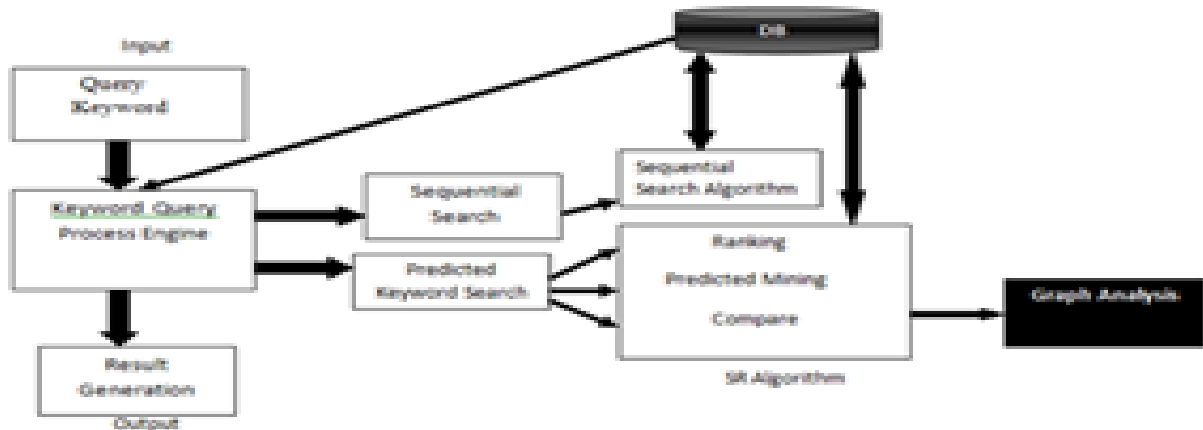 Input
DB
Query
Keyword
Keyword Query
Process Engine
Sequential
Search
Sequential
Search Algorithm
Predicted
Keyword Search
Ranking
Predicted Mining
Compare
SR Algorithm
Graph Analysis
Result
Generation
Output